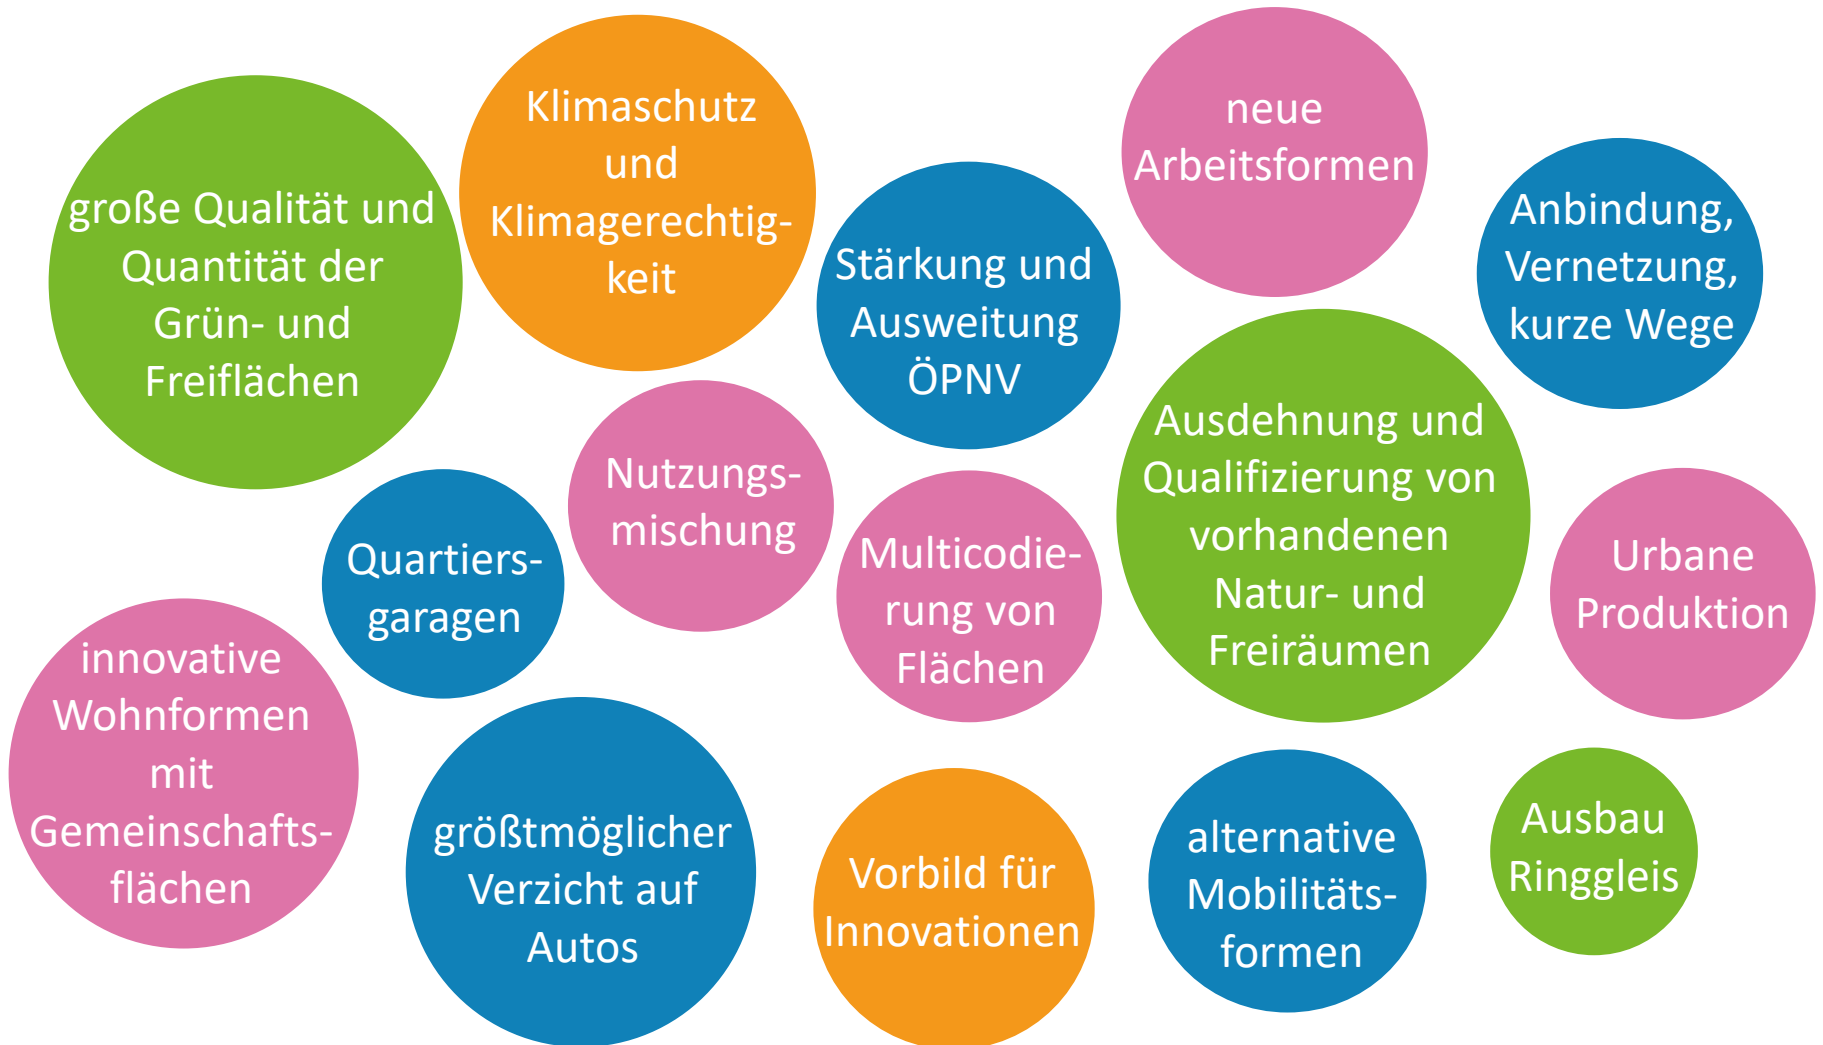 große Qualität und
Quantität der
Grün- und
Freiflächen
Klimaschutz
und
Klimagerechtig-
keit
Stärkung und
Ausweitung
ÖPNV
neue
Arbeitsformen
Anbindung,
Vernetzung,
kurze Wege
Quartiers-
garagen
Nutzungs-
mischung
Multicodie-
rung von
Flächen
Ausdehnung und
Qualifizierung von
vorhandenen
Natur- und
Freiräumen
Urbane
Produktion
innovative
Wohnformen
mit
Gemeinschafts-
flächen
größtmöglicher
Verzicht auf
Autos
Vorbild für
Innovationen
alternative
Mobilitäts-
formen
Ausbau
Ringgleis